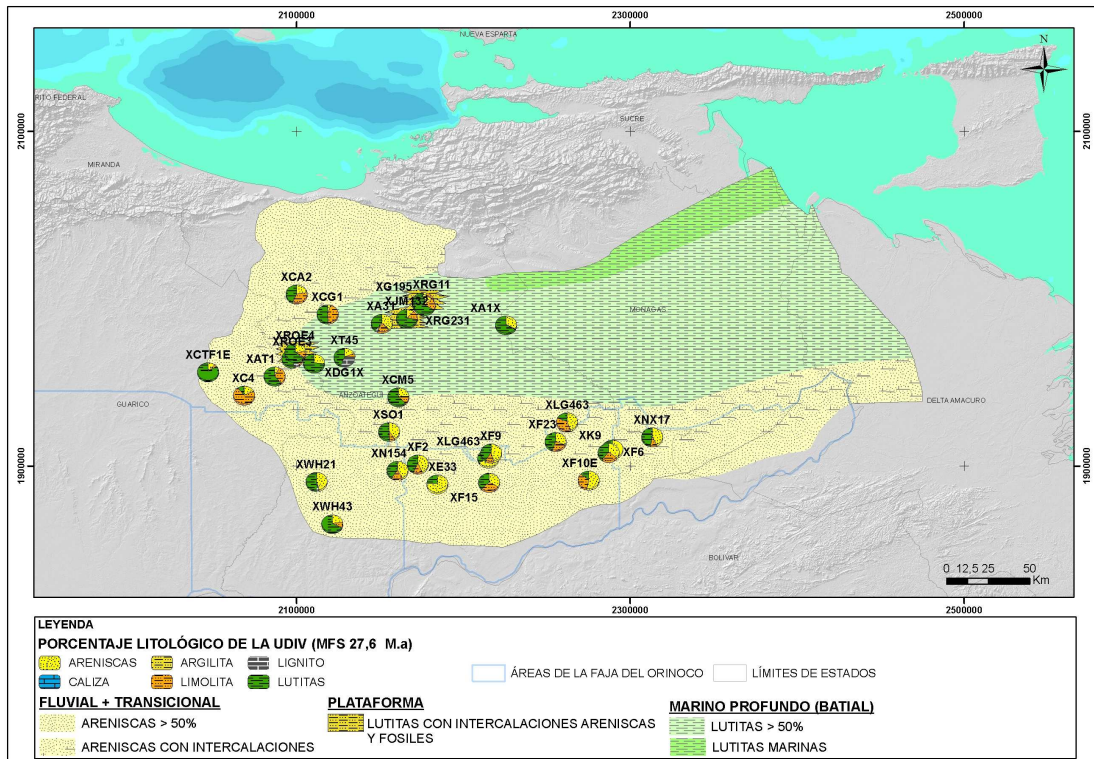 2100000 2300000 2500000
NUEVA ESPARTA
N
RITO FEDERAL
SUCRE
2100000 2100000
MIRANDA
XCA2
XG195 XRG11
XCG1 XA31 XJM132 XA1X
XRG231 MONAGAS
XROE4
XROE3 XT45
XCTF1E XAT1 XDG1X
XC4 XCM5
GUARICO ANZOATEGUI DELTA AMACURO
XSO1 XLG463
XF23 XNX17
XLG463 XF9 XK9
XN154 XF2 XF6
XWH21 XE33 XF10E
XF15
1900000 1900000
XWH43
BOLIVAR
0 12,5 25 50
Km
2100000 2300000 2500000
LEYENDA
PORCENTAJE LITOLÓGICO DE LA UDIV (MFS 27,6 M.a)
ARENISCAS ARGILITA LIGNITO
CALIZA LIMOLITA LUTITAS
ÁREAS DE LA FAJA DEL ORINOCO LÍMITES DE ESTADOS
FLUVIAL + TRANSICIONAL
ARENISCAS > 50%
ARENISCAS CON INTERCALACIONES
PLATAFORMA
LUTITAS CON INTERCALACIONES ARENISCAS
Y FOSILES
MARINO PROFUNDO (BATIAL)
LUTITAS > 50%
LUTITAS MARINAS